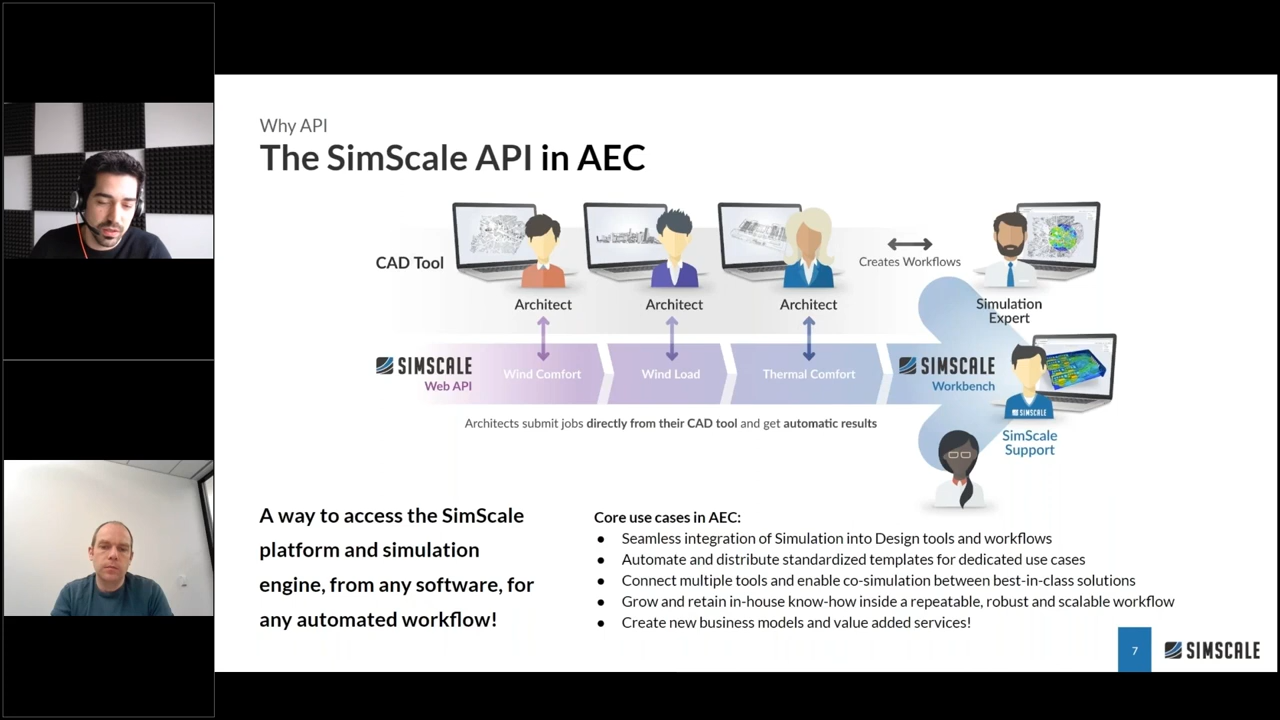 Why API
The SimScale API in AEC
CAD Tool
Creates Workflows
Architect
Architect
Architect
Simulation
Expert
SIMSCALE
Web API
Wind Comfort
Wind Load
Thermal Comfort
SIMSCALE
Workbench
SIMSCALE
Architects submit jobs directly from their CAD tool and get automatic results
SimScale
Support
A way to access the SimScale
platform and simulation
engine, from any software, for
any automated workflow!
Core use cases in AEC:
● Seamless integration of Simulation into Design tools and workflows
● Automate and distribute standardized templates for dedicated use cases
● Connect multiple tools and enable co-simulation between best-in-class solutions
● Grow and retain in-house know-how inside a repeatable, robust and scalable workflow
● Create new business models and value added services!
7
SIMSCALE